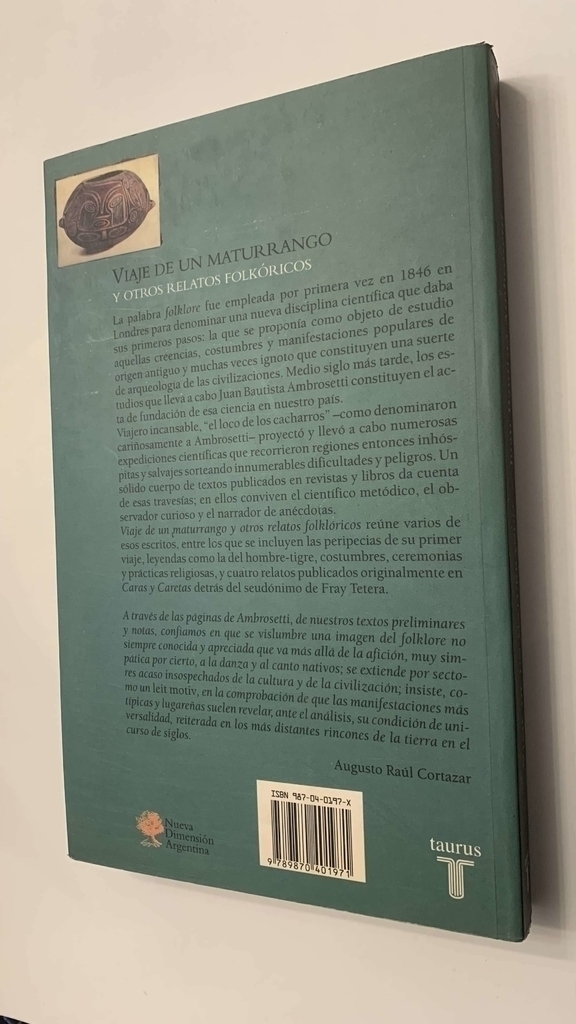 VIAJE DE UN MATURRANGO
Y OTROS RELATOS FOLKÓRICOS
La palabra folklore fue empleada por primera vez en 1846 en
Londres para denominar una nueva disciplina científica que daba
sus primeros pasos: la que se proponía como objeto de estudio
aquellas creencias, costumbres y manifestaciones populares de
origen antiguo y muchas veces ignoto que constituyen una suerte
de arqueología de las civilizaciones. Medio siglo más tarde, los es-
tudios que lleva a cabo Juan Bautista Ambrosetti constituyen el ac-
ta de fundación de esa ciencia en nuestro país.
Viajero incansable, "el loco de los cacharros" –como denominaron
cariñosamente a Ambrosetti– proyectó y llevó a cabo numerosas
expediciones científicas que recorrieron regiones entonces inhós-
pitas y salvajes sorteando innumerables dificultades y peligros. Un
sólido cuerpo de textos publicados en revistas y libros da cuenta
de esas travesías; en ellos conviven el científico metódico, el ob-
servador curioso y el narrador de anécdotas.
Viaje de un maturrango y otros relatos folklóricos reúne varios de
esos escritos, entre los que se incluyen las peripecias de su primer
viaje, leyendas como la del hombre-tigre, costumbres, ceremonias
y prácticas religiosas, y cuatro relatos publicados originalmente en
Caras y Caretas detrás del seudónimo de Fray Tetera.
A través de las páginas de Ambrosetti, de nuestros textos preliminares
y notas, confiamos en que se vislumbre una imagen del folklore no
siempre conocida y apreciada que va más allá de la afición, muy sim-
pática por cierto, a la danza y al canto nativos; se extiende por secto-
res acaso insospechados de la cultura y de la civilización; insiste, co-
mo un leit motiv, en la comprobación de que las manifestaciones más
típicas y lugareñas suelen revelar, ante el análisis, su condición de uni-
versalidad, reiterada en los más distantes rincones de la tierra en el
curso de siglos.
Augusto Raúl Cortazar
ISBN 987-04-0197-X
9 789870 401971
Nueva
Dimensión
Argentina
taurus